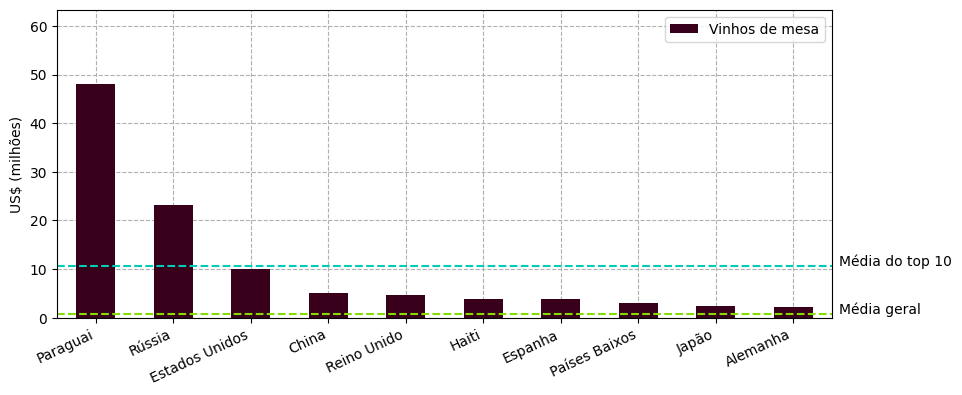 60
50
40
30
20
10
0
US$ (milhões)
Vinhos de mesa
Média do top 10
Média geral
Paraguai
Rússia
Estados Unidos
China
Reino Unido
Haiti
Espanha
Países Baixos
Japão
Alemanha